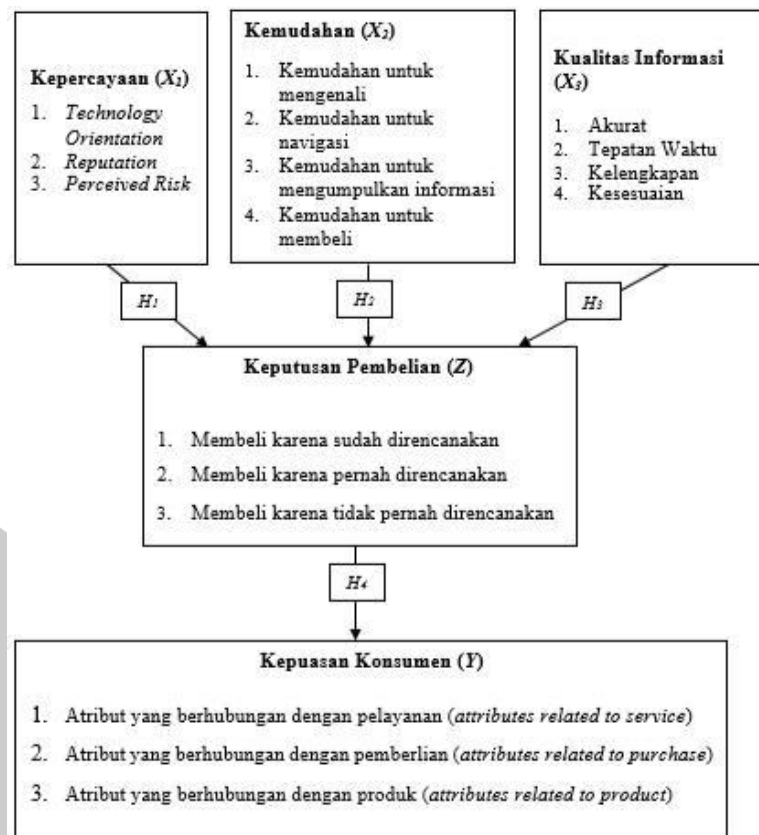 Kepercayaan (X1)
1. Technology
Orientation
2. Reputation
3. Perceived Risk
Kemudahan (X2)
1. Kemudahan untuk
mengenali
2. Kemudahan untuk
navigasi
3. Kemudahan untuk
mengumpulkan informasi
4. Kemudahan untuk
membeli
Kualitas Informasi
(X3)
1. Akurat
2. Tepatan Waktu
3. Kelengkapan
4. Kesesuaian
H1
H2
H3
Keputusan Pembelian (Z)
1. Membeli karena sudah direncanakan
2. Membeli karena pernah direncanakan
3. Membeli karena tidak pernah direncanakan
H4
Kepuasan Konsumen (Y)
1. Atribut yang berhubungan dengan pelayanan (attributes related to service)
2. Atribut yang berhubungan dengan pemberlian (attributes related to purchase)
3. Atribut yang berhubungan dengan produk (attributes related to product)